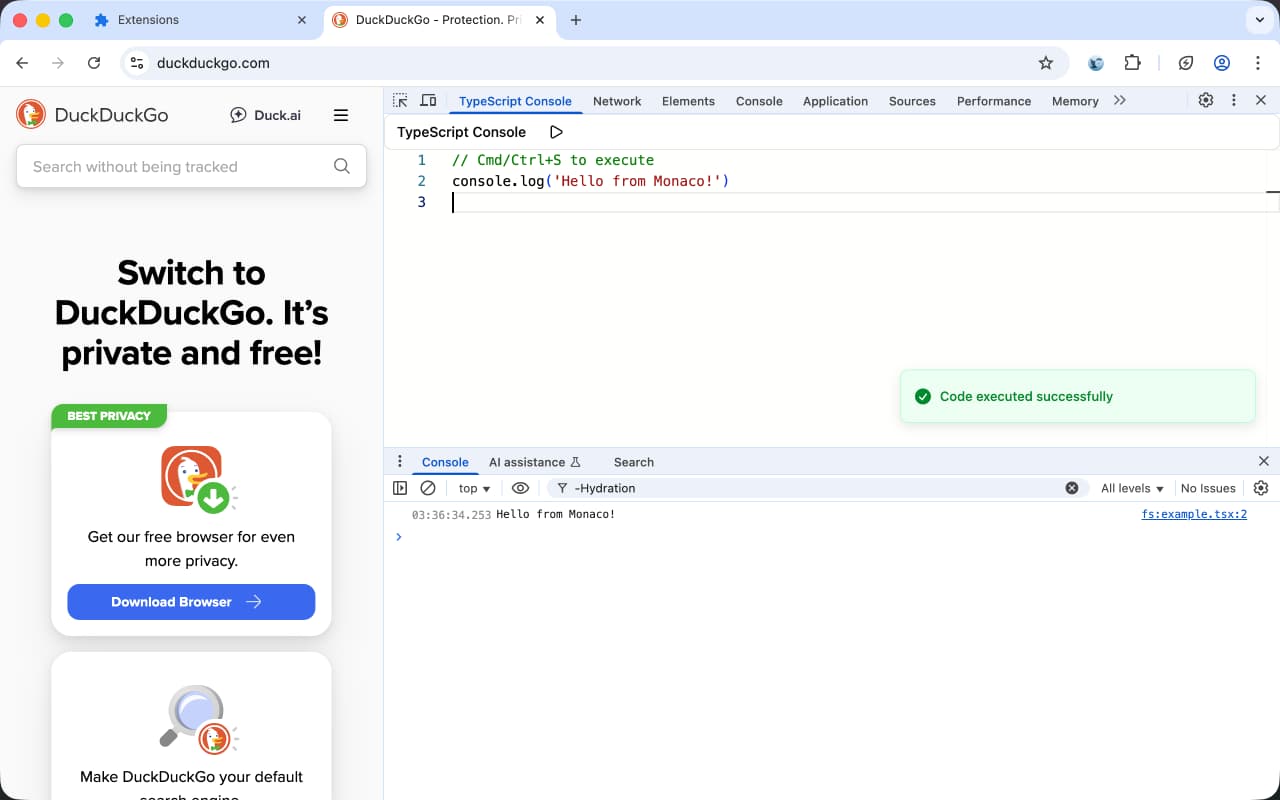 Extensions
DuckDuckGo - Protection. Pri
duckduckgo.com
DuckDuckGo
Duck.ai
Search without being tracked
Switch to
DuckDuckGo. It’s
private and free!
BEST PRIVACY
Get our free browser for even
more privacy.
Download Browser
Make DuckDuckGo your default
search engine
TypeScript Console Network Elements Console Application Sources Performance Memory
TypeScript Console
1 // Cmd/Ctrl+S to execute
2 console.log('Hello from Monaco!')
3
Code executed successfully
Console AI assistance Search
top -Hydration All levels No Issues
03:36:34.253 Hello from Monaco! fs:example.tsx:2